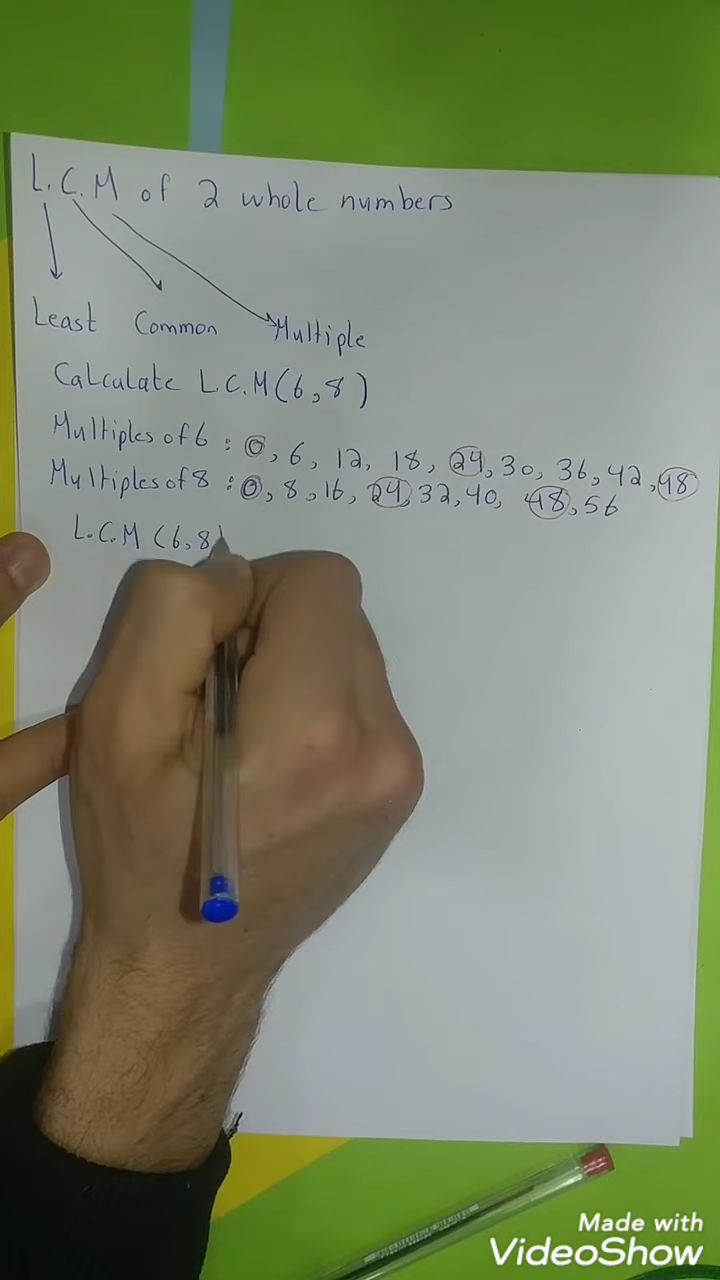 L.C.M of 2 whole numbers
Least Common Multiple
Calculate L.C.M(6,8)
Multiples of 6 : 0, 6, 12, 18, 24, 30, 36, 42, 48
Multiples of 8 : 0, 8, 16, 24, 32, 40, 48, 56
L.C.M (6,8)
Made with
VideoShow